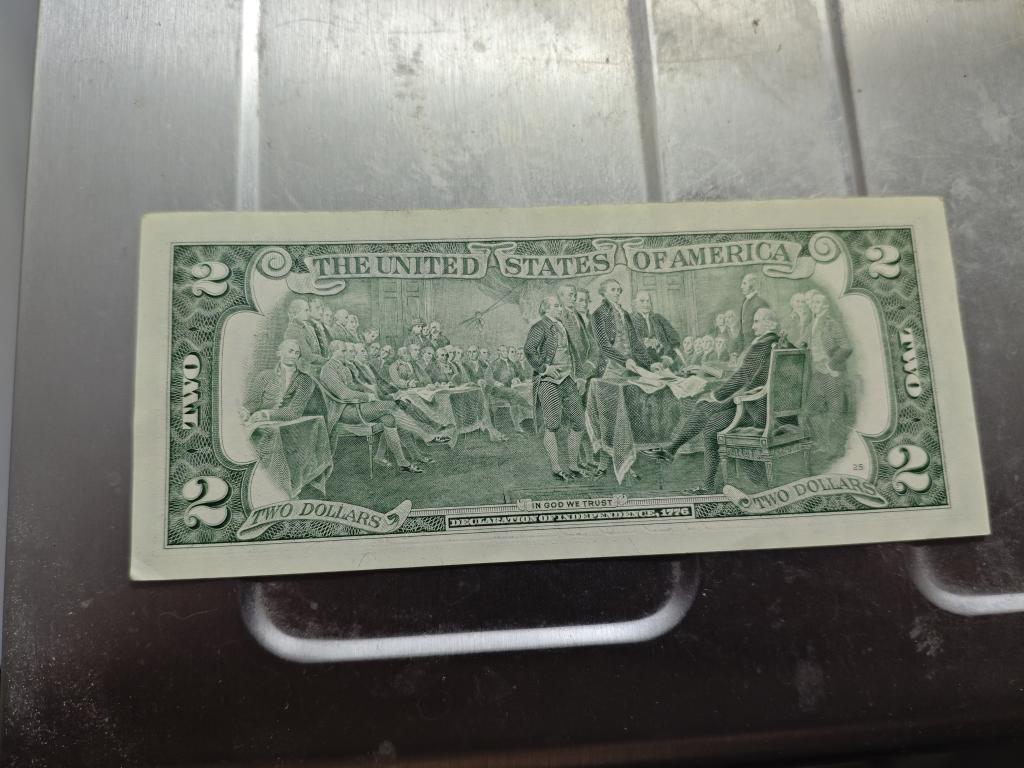 THE UNITED STATES OF AMERICA
2
2
TWO
TWO
2
2
25
TWO DOLLARS
IN GOD WE TRUST
TWO DOLLARS
DECLARATION OF INDEPENDENCE, 1776